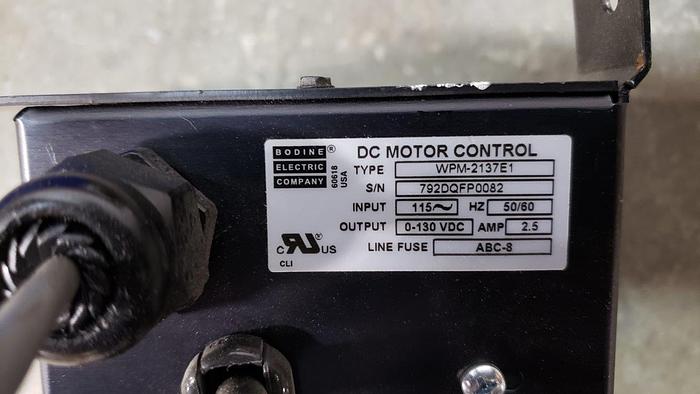 BODINE ®
ELECTRIC
COMPANY
60618
USA
DC MOTOR CONTROL
TYPE WPM-2137E1
S/N 792DQFP0082
INPUT 115~ HZ 50/60
OUTPUT 0-130 VDC AMP 2.5
LINE FUSE ABC-8
C RU ® US
CLI